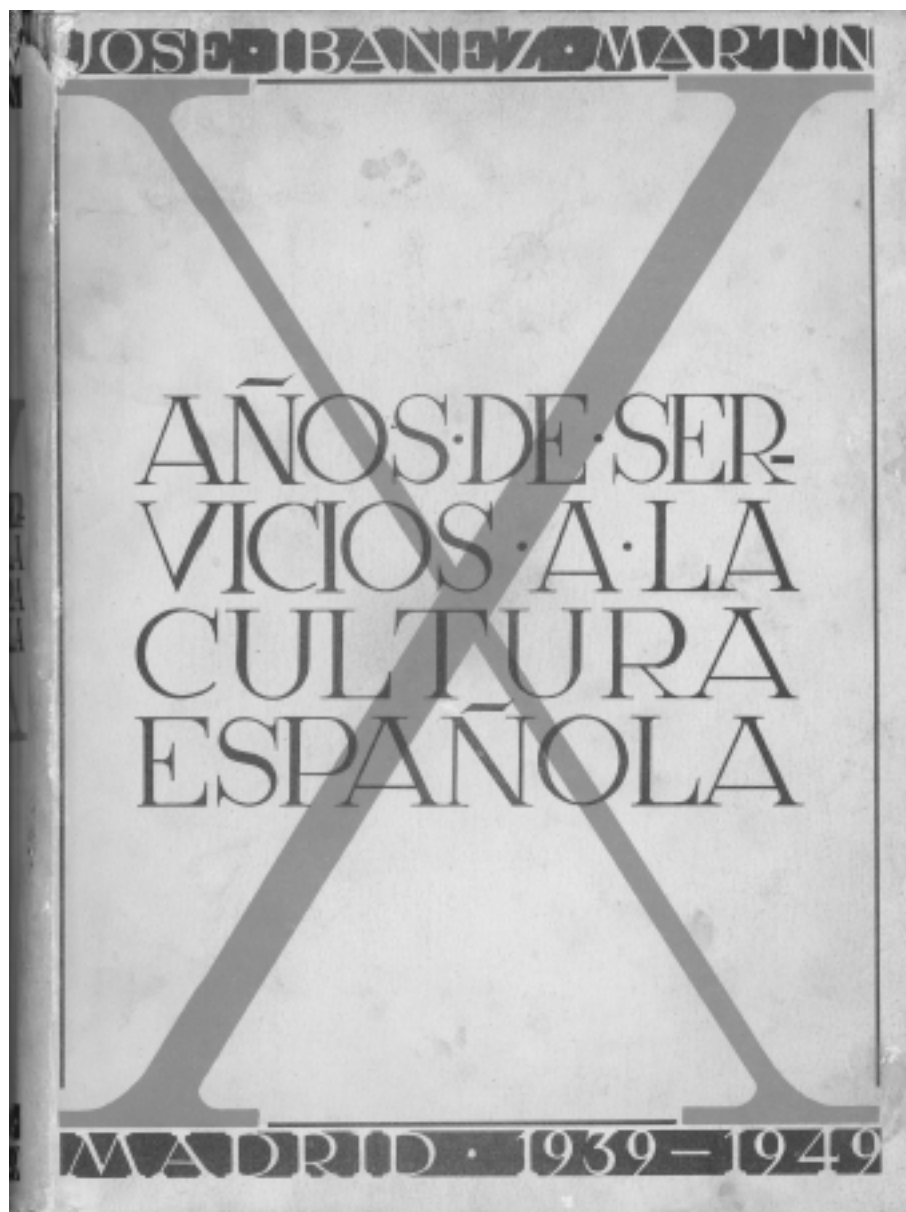 JOSE·IBAÑEZ·MARTIN
X
AÑOS·DE·SER-
VICIOS·A·LA
CULTURA
ESPAÑOLA
MADRID·1939-1949